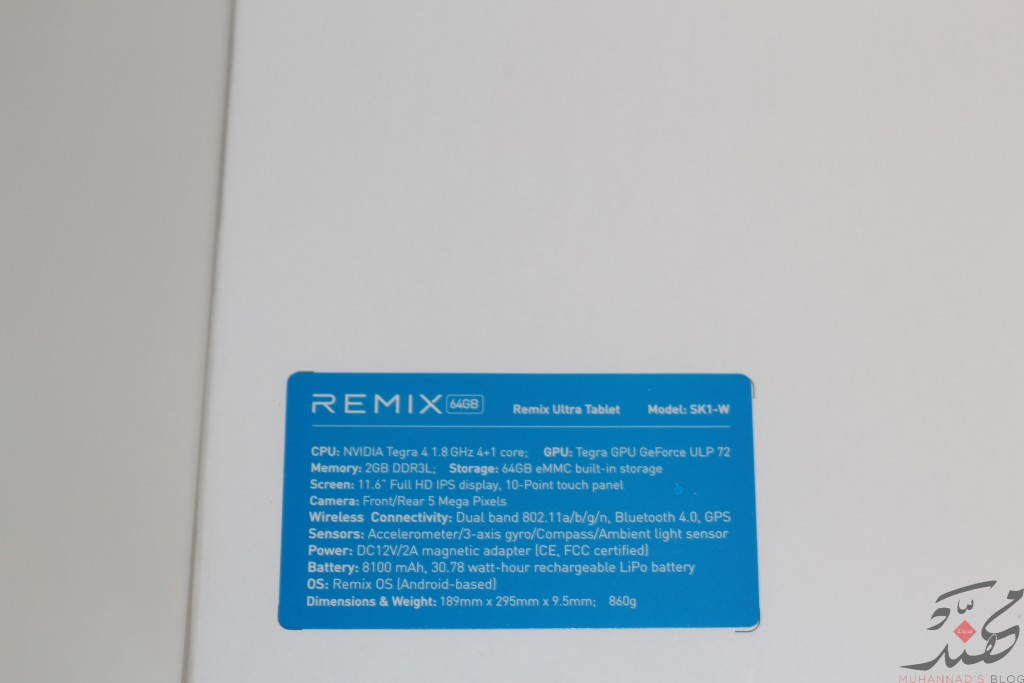 REMIX 64GB Remix Ultra Tablet Model: SK1-W
CPU: NVIDIA Tegra 4 1.8 GHz 4+1 core; GPU: Tegra GPU GeForce ULP 72
Memory: 2GB DDR3L; Storage: 64GB eMMC built-in storage
Screen: 11.6" Full HD IPS display, 10-Point touch panel
Camera: Front/Rear 5 Mega Pixels
Wireless Connectivity: Dual band 802.11a/b/g/n, Bluetooth 4.0, GPS
Sensors: Accelerometer/3-axis gyro/Compass/Ambient light sensor
Power: DC12V/2A magnetic adapter (CE, FCC certified)
Battery: 8100 mAh, 30.78 watt-hour rechargeable LiPo battery
OS: Remix OS (Android-based)
Dimensions & Weight: 189mm x 295mm x 9.5mm; 860g
مهند
MUHANNAD'S BLOG